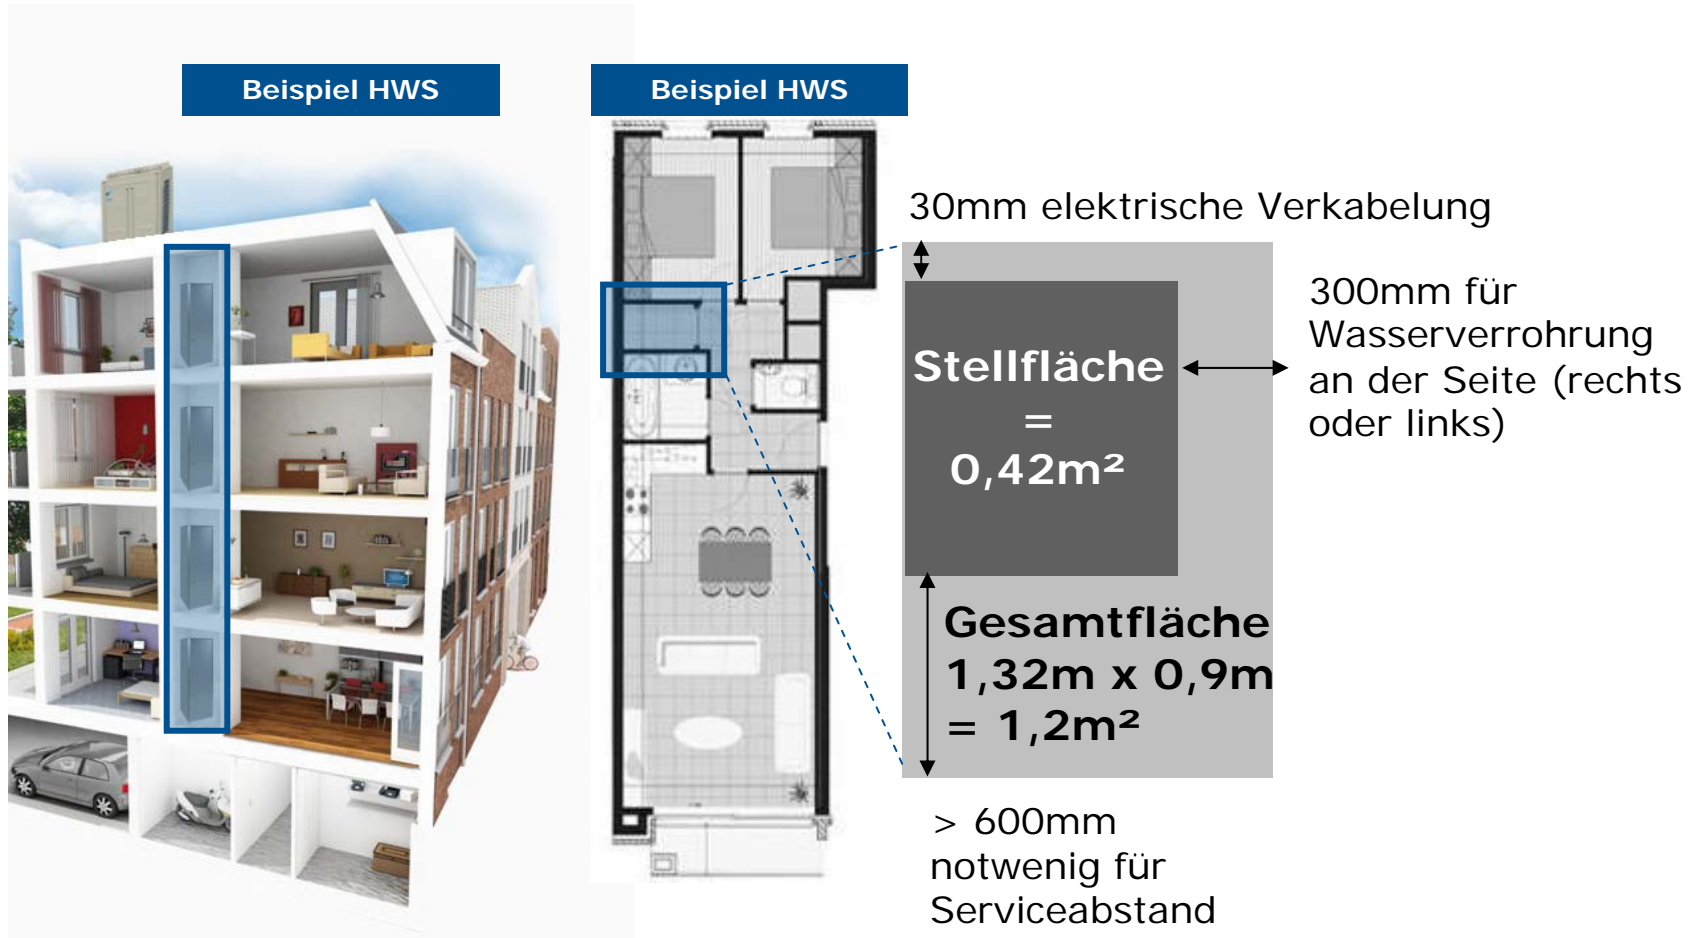 Beispiel HWS
Beispiel HWS
30mm elektrische Verkabelung
300mm für
Wasserverrohrung
an der Seite (rechts
oder links)
Stellfläche
=
0,42m²
Gesamtfläche
1,32m x 0,9m
= 1,2m²
> 600mm
notwenig für
Serviceabstand